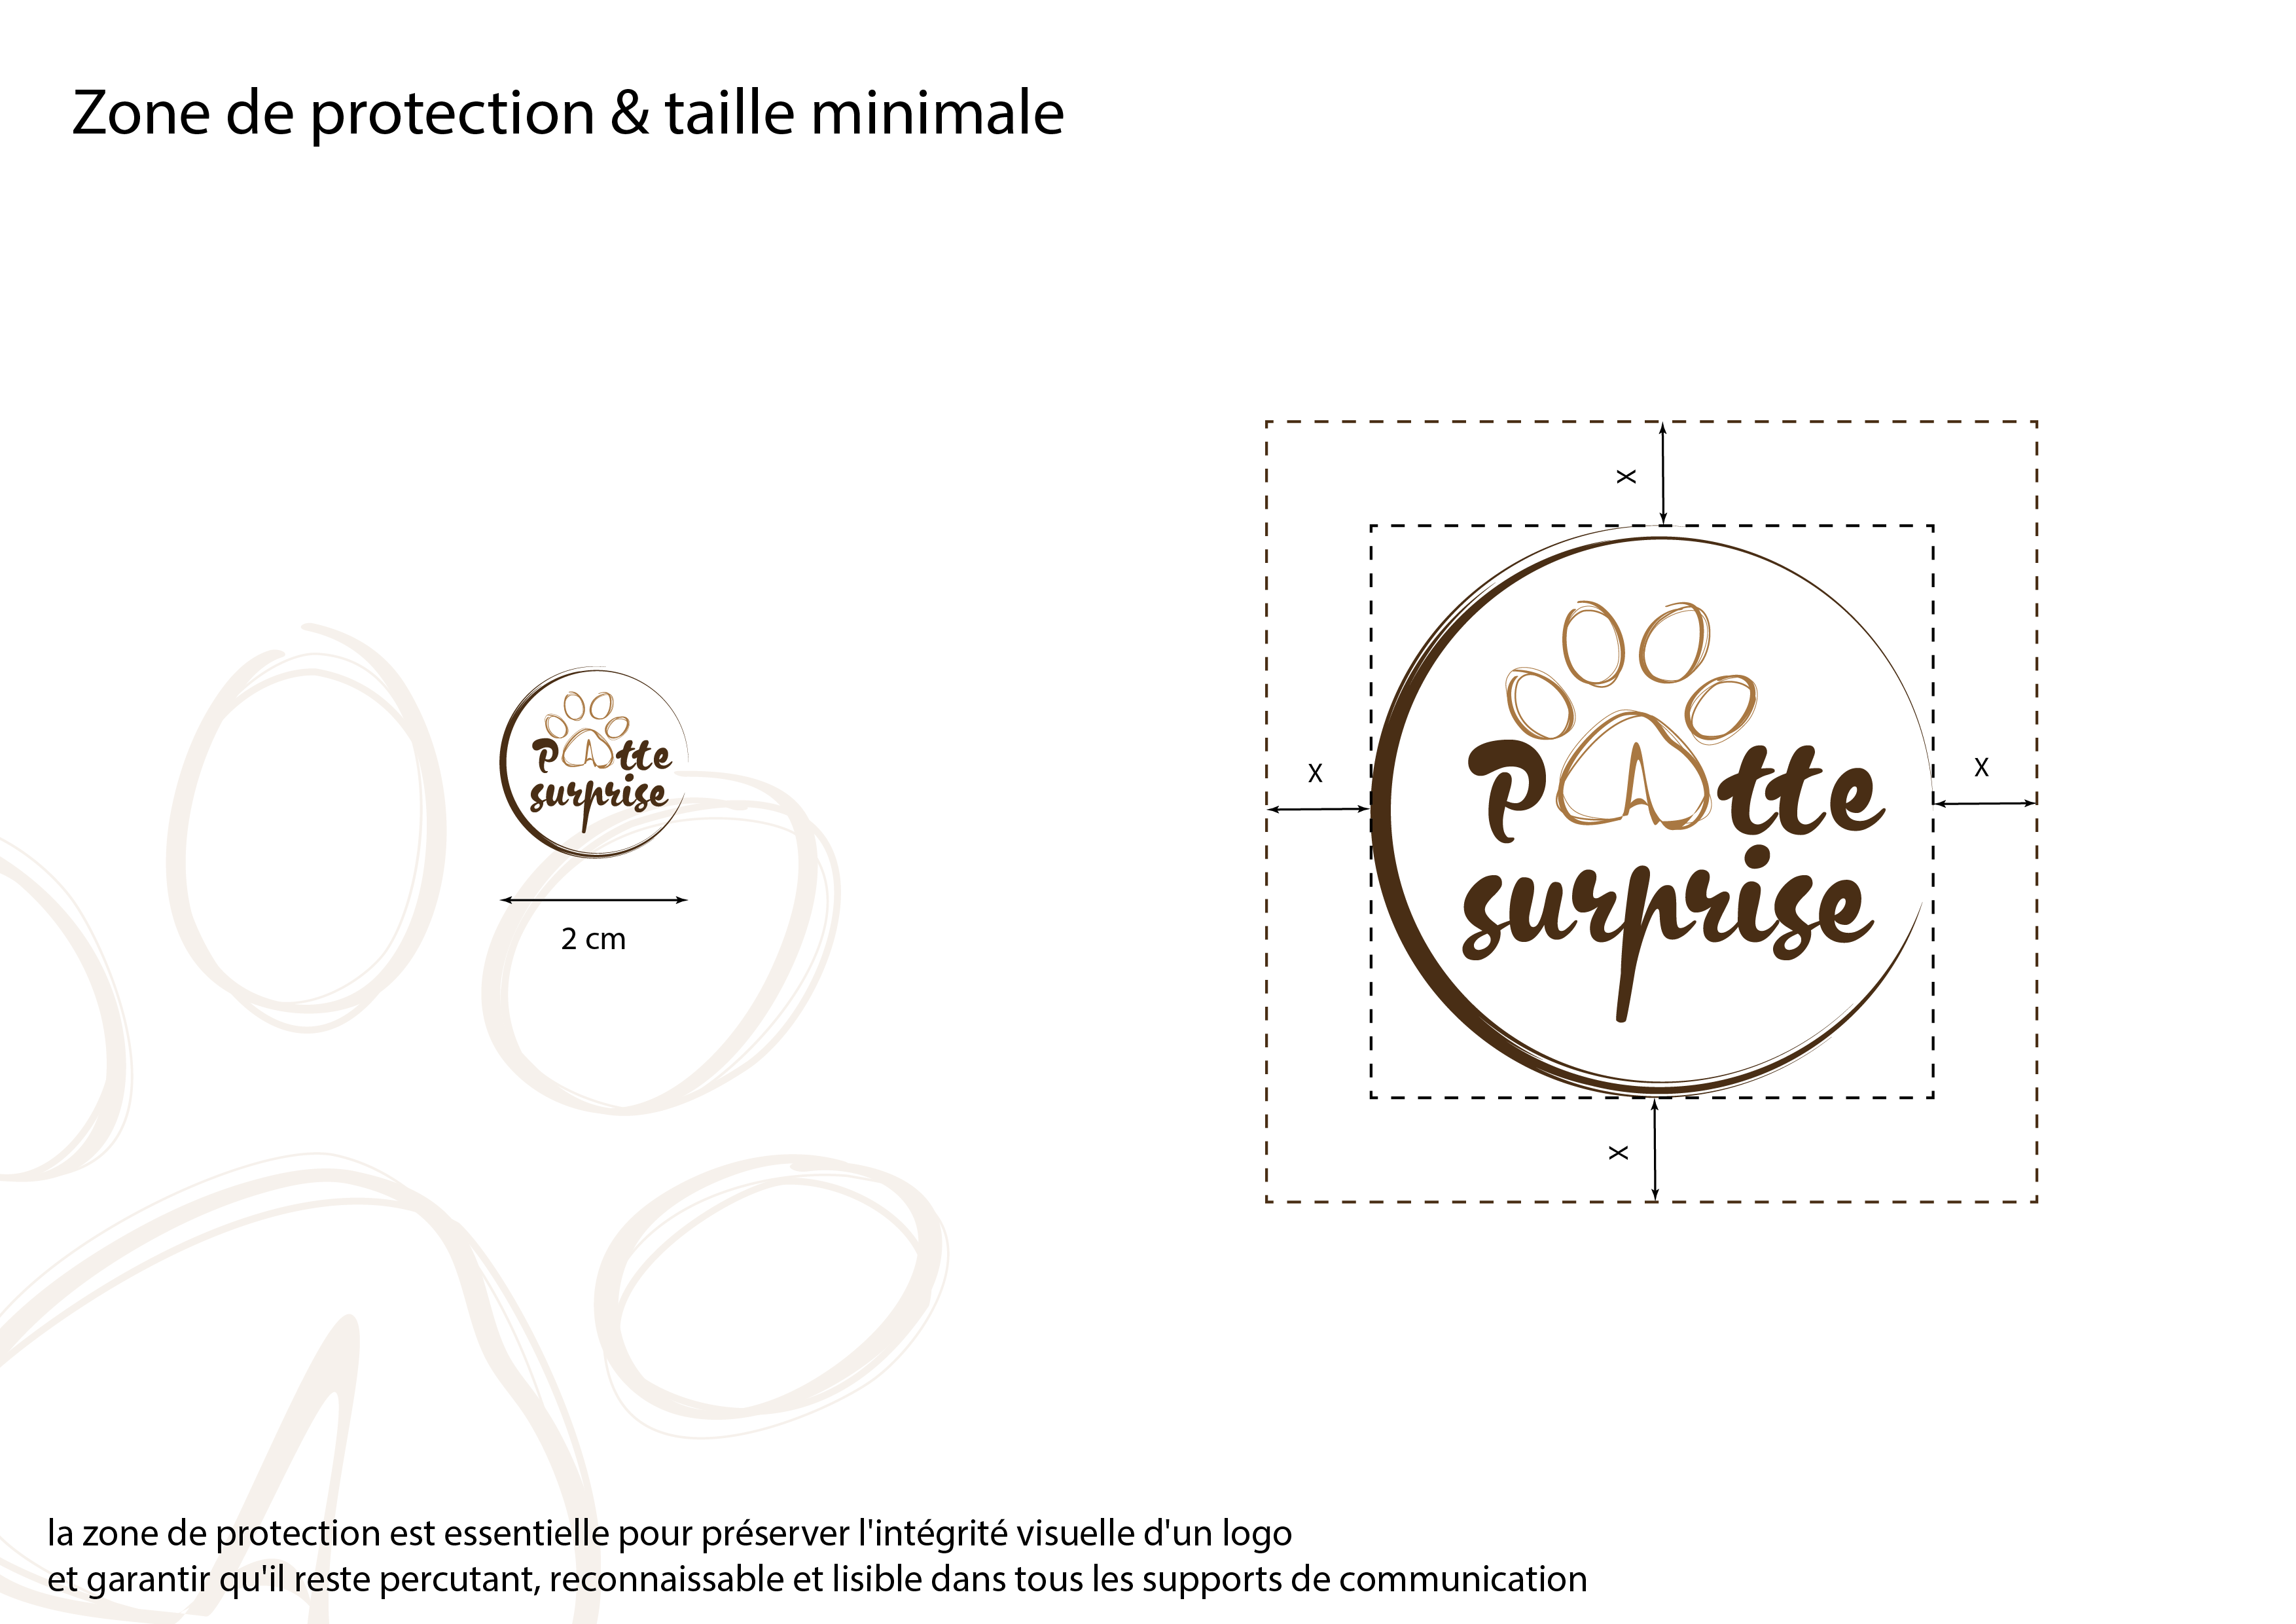 Zone de protection & taille minimale
Patte
surprise
2 cm
X
X
X
X
Patte
surprise
la zone de protection est essentielle pour préserver l'intégrité visuelle d'un logo
et garantir qu'il reste percutant, reconnaissable et lisible dans tous les supports de communication